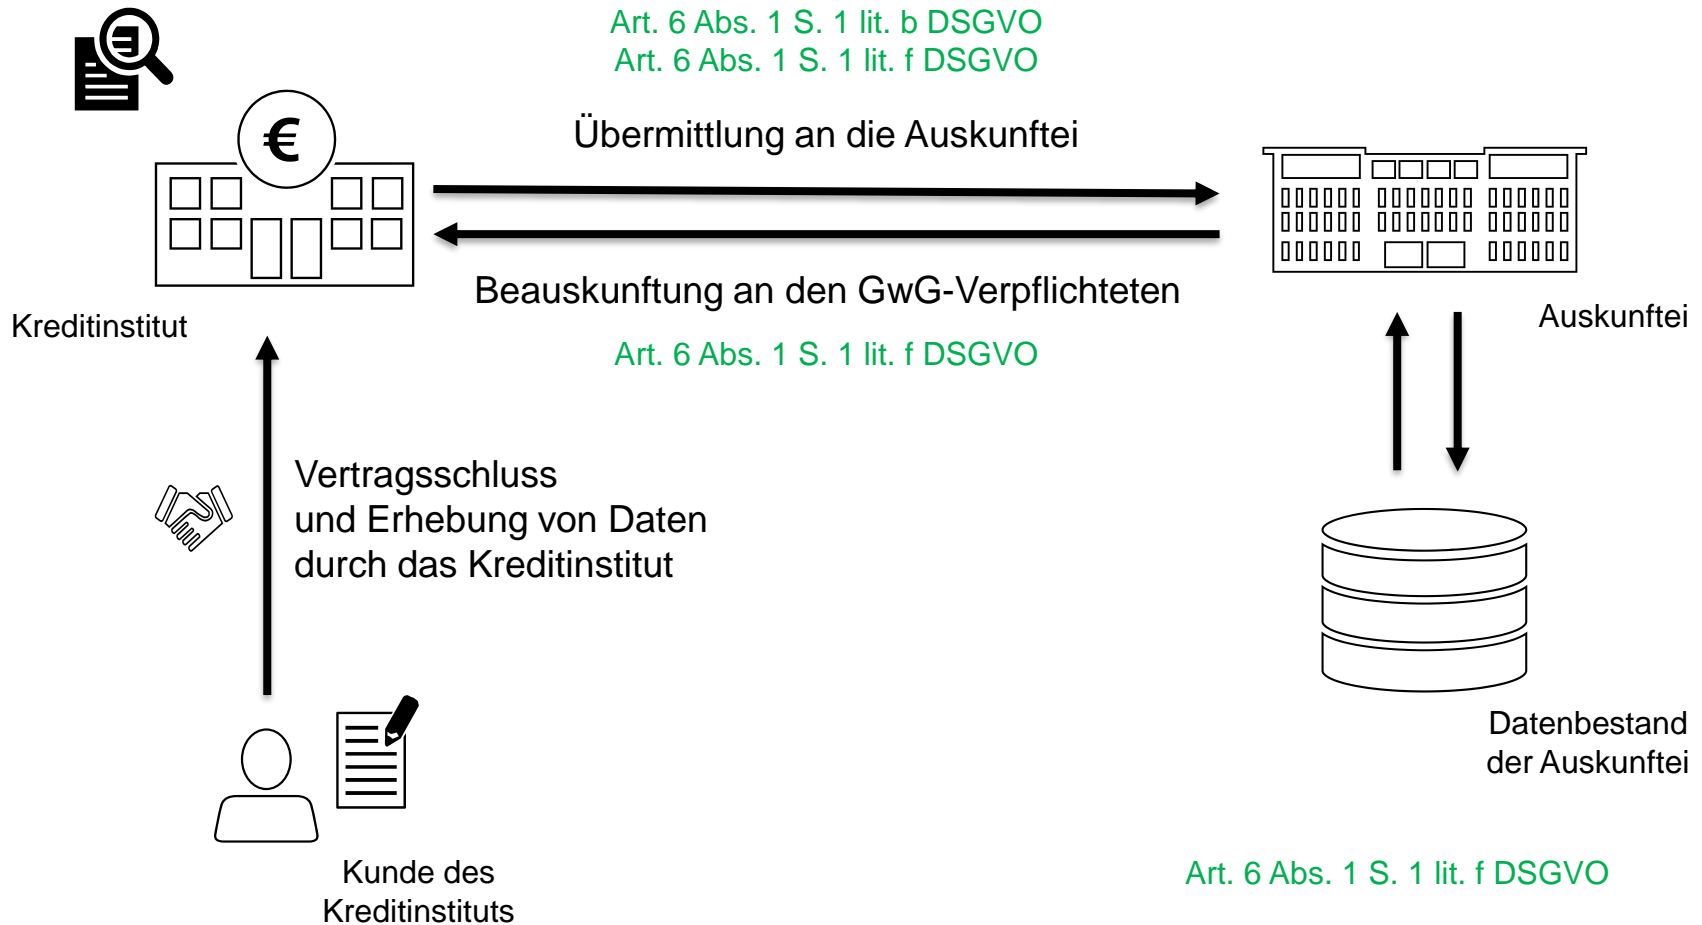 Art. 6 Abs. 1 S. 1 lit. b DSGVO
Art. 6 Abs. 1 S. 1 lit. f DSGVO
€
€
Übermittlung an die Auskunftei
Beauskunftung an den GwG-Verpflichteten
Kreditinstitut
Auskunftei
Art. 6 Abs. 1 S. 1 lit. f DSGVO
Vertragsschluss
und Erhebung von Daten
durch das Kreditinstitut
Datenbestand
der Auskunftei
Kunde des
Kreditinstituts
Art. 6 Abs. 1 S. 1 lit. f DSGVO